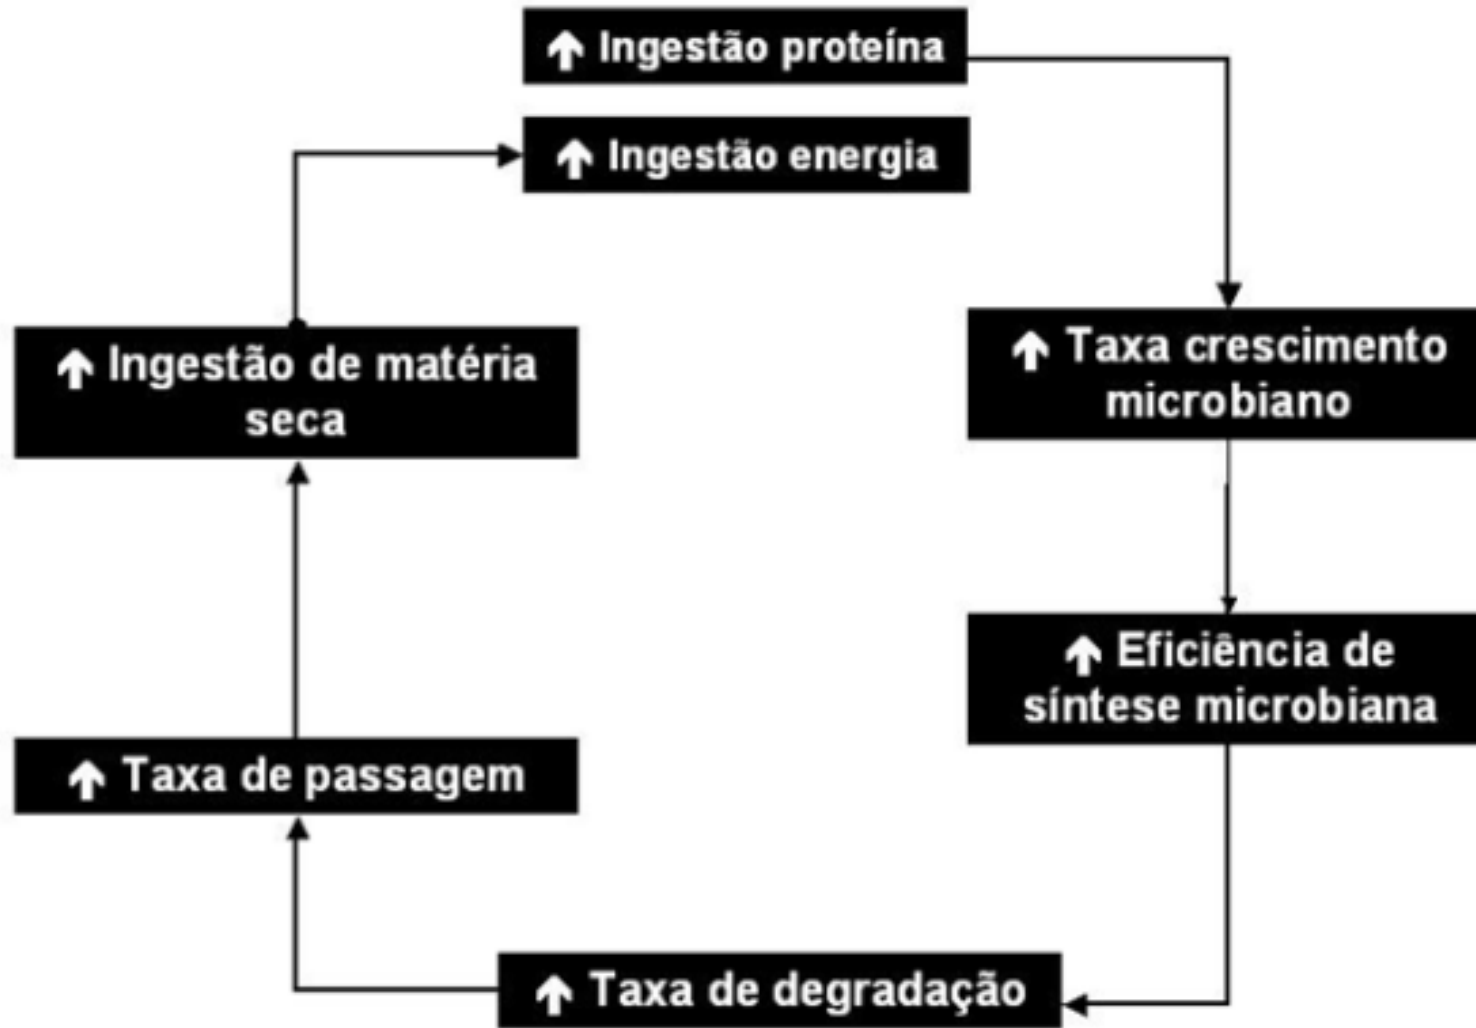 ↑ Ingestão proteína
↑ Ingestão energia
↑ Ingestão de matéria
seca
↑ Taxa crescimento
microbiano
↑ Eficiência de
síntese microbiana
↑ Taxa de passagem
↑ Taxa de degradação